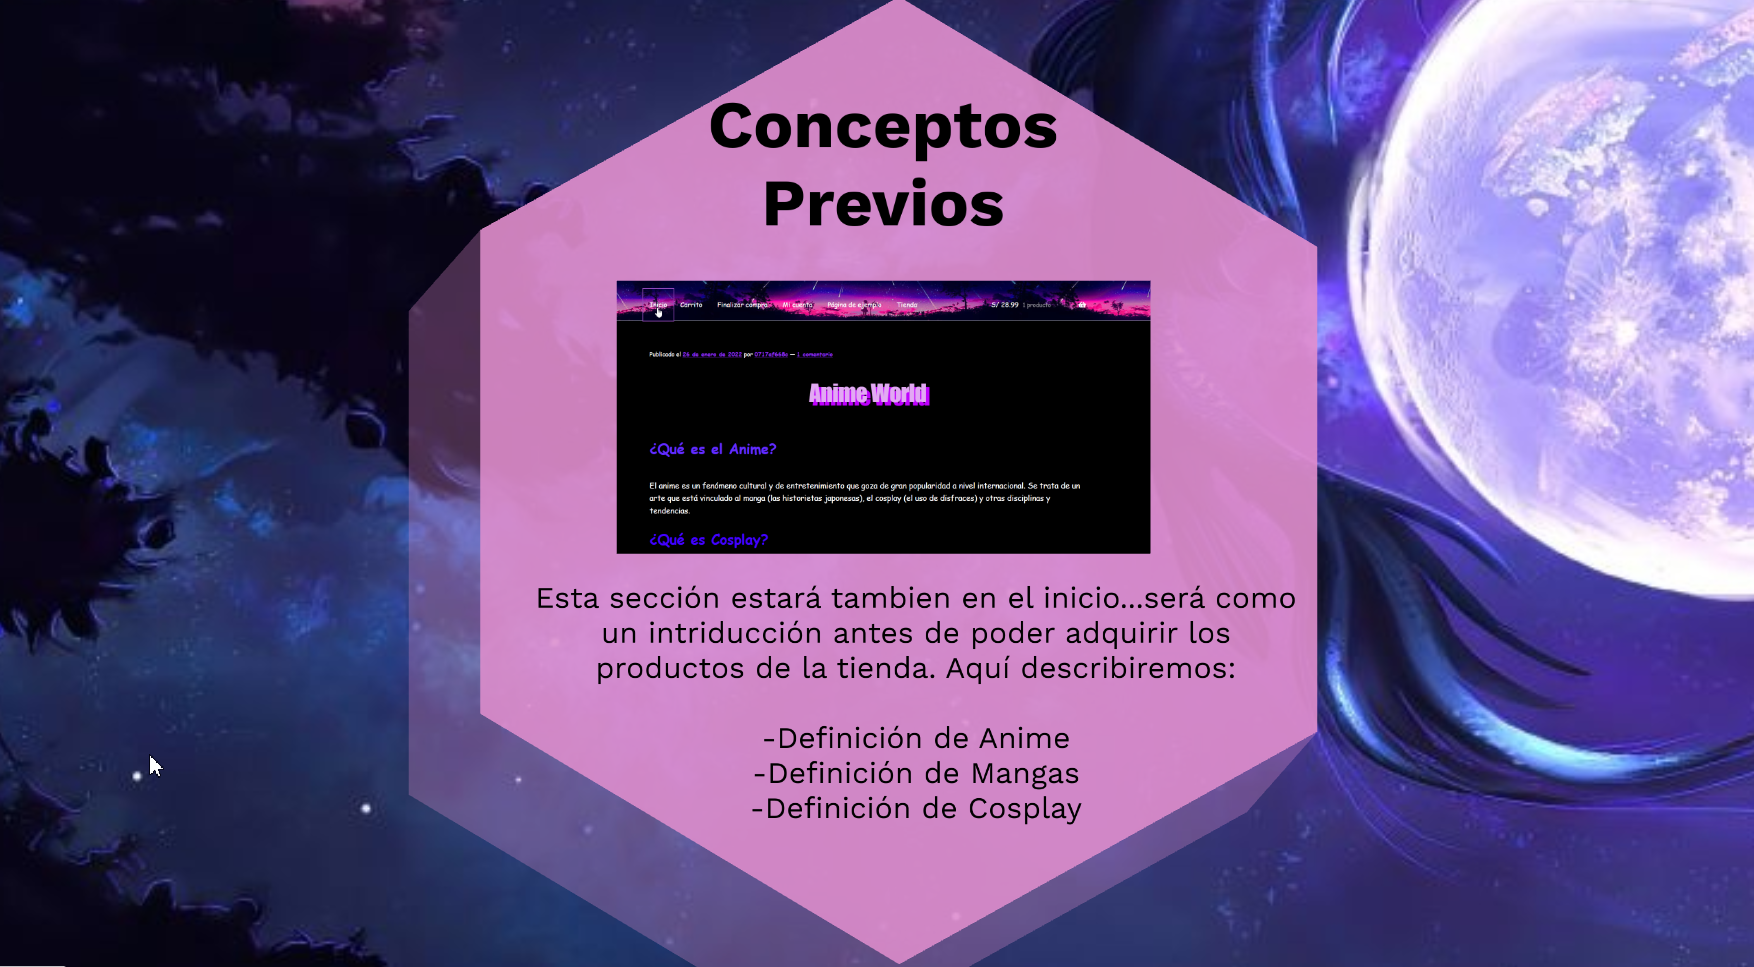 Conceptos
Previos
Inicio Carrito Finalizar compra Mi cuenta Página de ejemplo Tienda S/ 28.99 1 producto
Publicado el 26 de enero de 2022 por — 1 comentario
Anime World
¿Qué es el Anime?
El anime es un fenómeno cultural y de entretenimiento que goza de gran popularidad a nivel internacional. Se trata de un
arte que está vinculado al manga (las historietas japonesas), el cosplay (el uso de disfraces) y otras disciplinas y
tendencias.
¿Qué es Cosplay?
Esta sección estará tambien en el inicio...será como
un intriducción antes de poder adquirir los
productos de la tienda. Aquí describiremos:
-Definición de Anime
-Definición de Mangas
-Definición de Cosplay